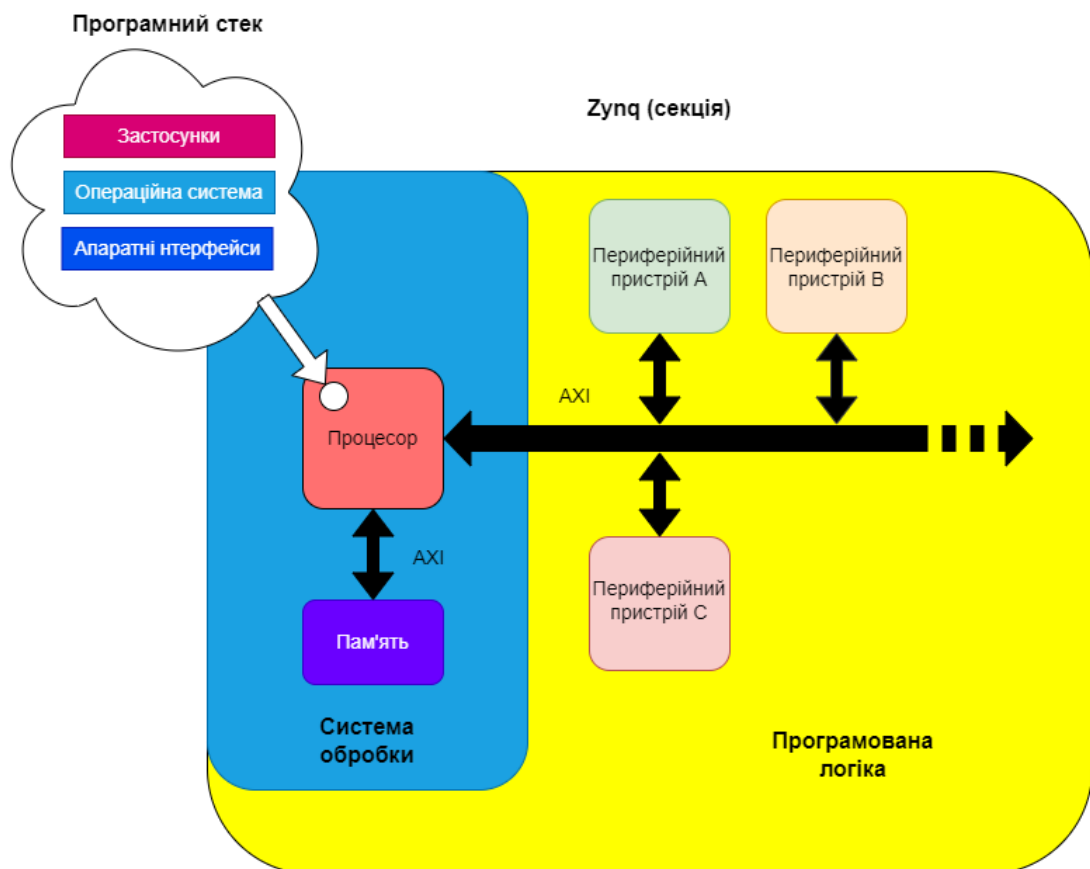 Програмний стек
Zynq (секція)
Застосунки
Операційна система
Апаратні нтерфейси
Периферійний
пристрій А
Периферійний
пристрій В
AXI
Процесор
AXI
Периферійний
пристрій С
Пам'ять
Система
обробки
Програмована
логіка